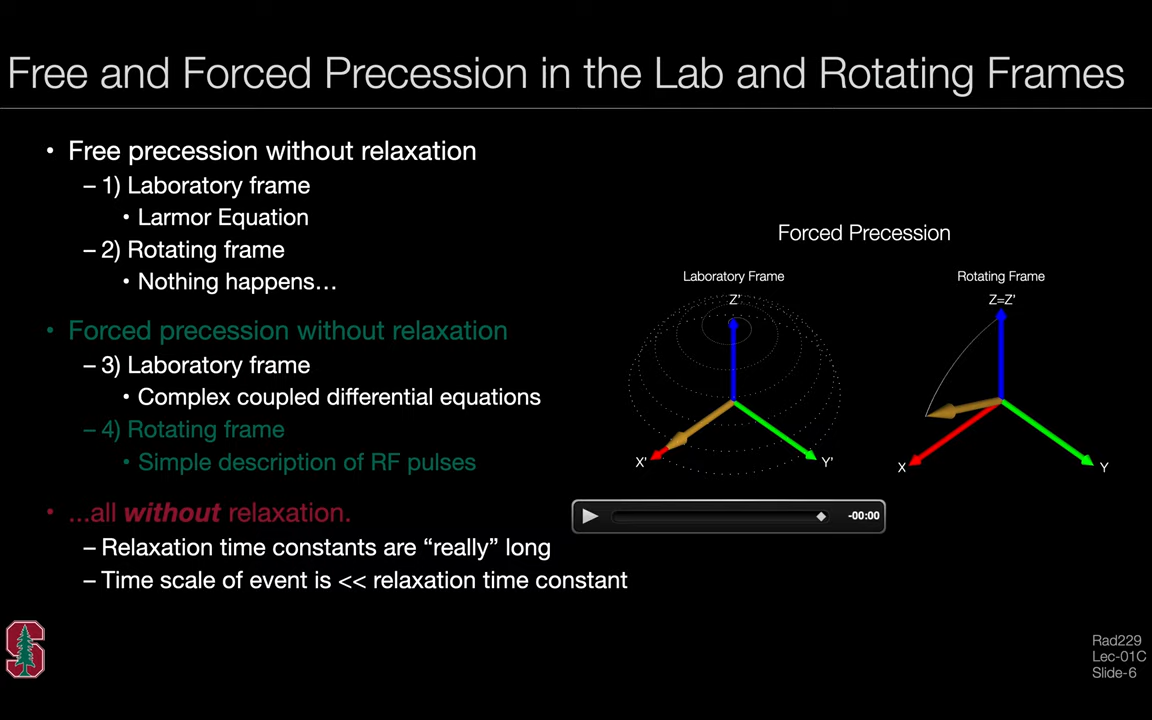 Free and Forced Precession in the Lab and Rotating Frames
• Free precession without relaxation
– 1) Laboratory frame
• Larmor Equation
– 2) Rotating frame
• Nothing happens…
• Forced precession without relaxation
– 3) Laboratory frame
• Complex coupled differential equations
– 4) Rotating frame
• Simple description of RF pulses
• ...all without relaxation.
– Relaxation time constants are “really” long
– Time scale of event is << relaxation time constant
Forced Precession
Laboratory Frame
Z'
X'
Y'
Rotating Frame
Z=Z'
X
Y
-00:00
S
Rad229
Lec-01C
Slide-6